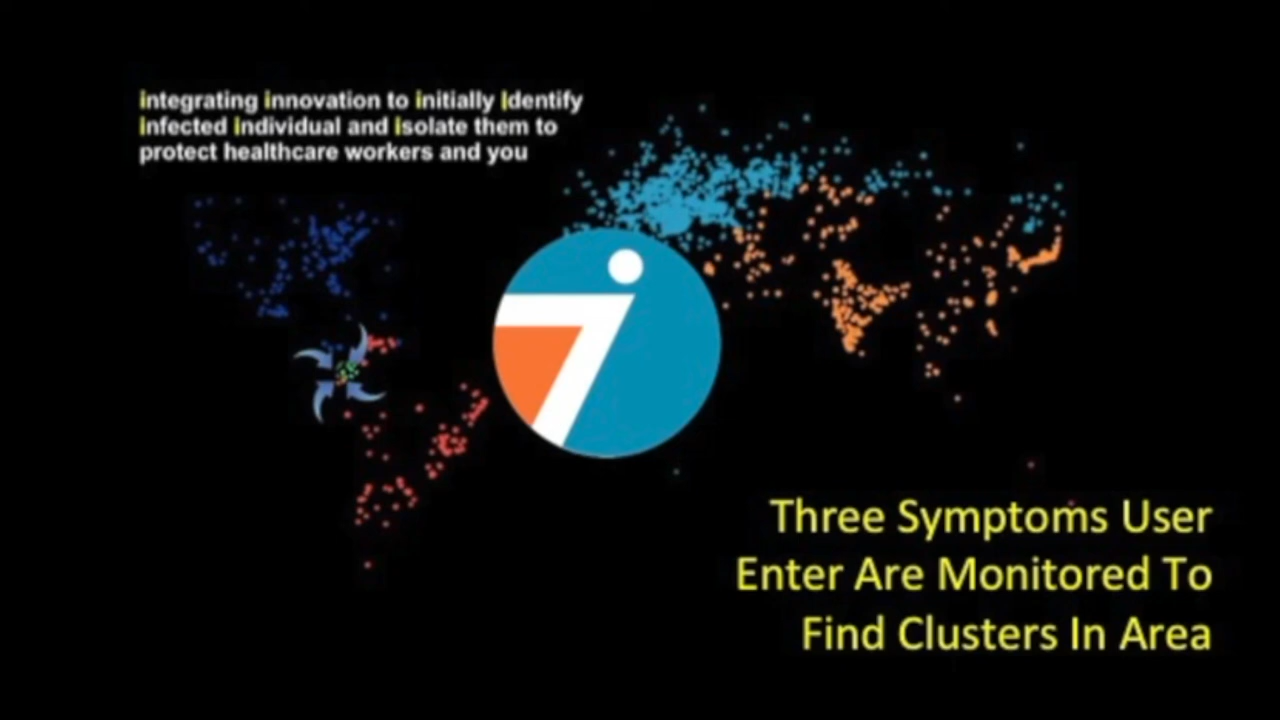 integrating innovation to initially Identify
infected Individual and isolate them to
protect healthcare workers and you
7
Three Symptoms User
Enter Are Monitored To
Find Clusters In Area